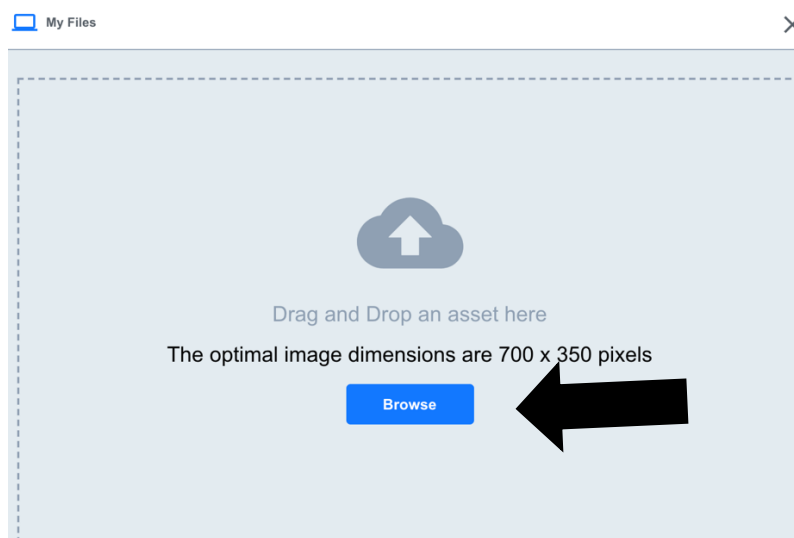 My Files
Drag and Drop an asset here
The optimal image dimensions are 700 x 350 pixels
Browse